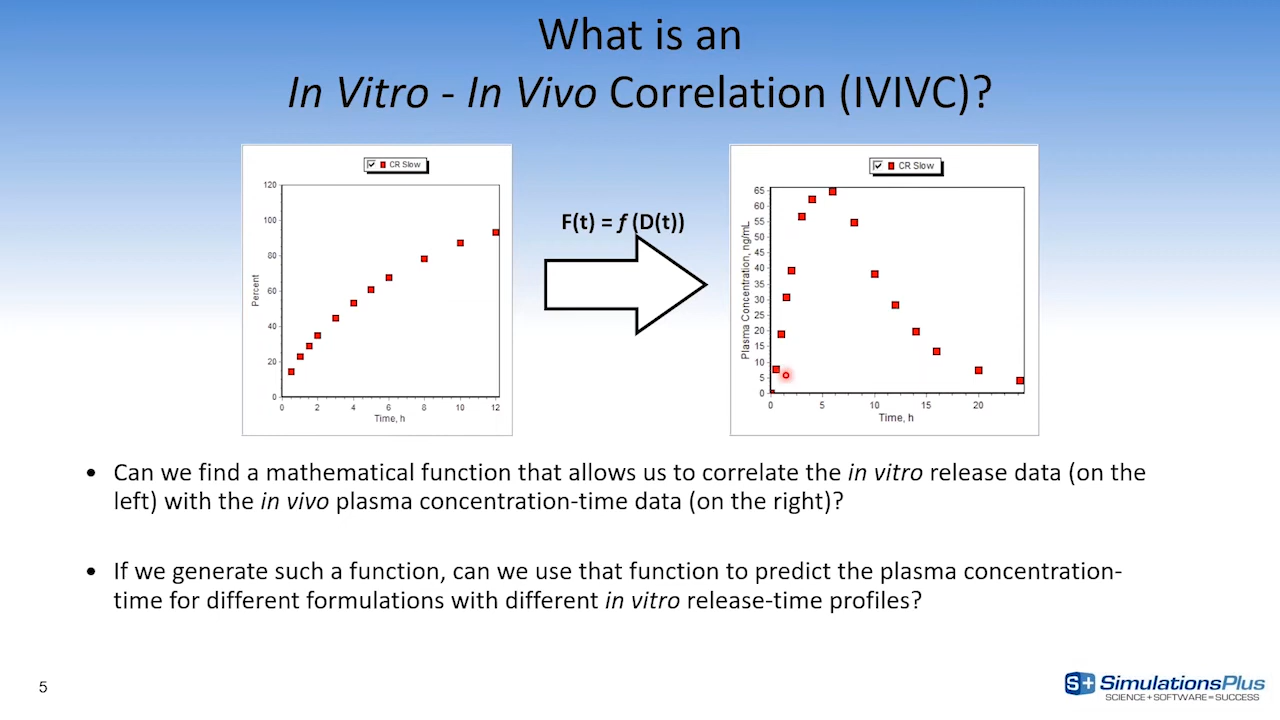 What is an
In Vitro - In Vivo Correlation (IVIVC)?
CR Slow
120
100
80
60
40
20
0
Percent
0 2 4 6 8 10 12
Time, h
F(t) = f (D(t))
CR Slow
65
60
55
50
45
40
35
30
25
20
15
10
5
0
Plasma Concentration, ng/mL
0 5 10 15 20
Time, h
• Can we find a mathematical function that allows us to correlate the in vitro release data (on the
left) with the in vivo plasma concentration-time data (on the right)?
• If we generate such a function, can we use that function to predict the plasma concentration-
time for different formulations with different in vitro release-time profiles?
5
S+ SimulationsPlus
SCIENCE + SOFTWARE = SUCCESS